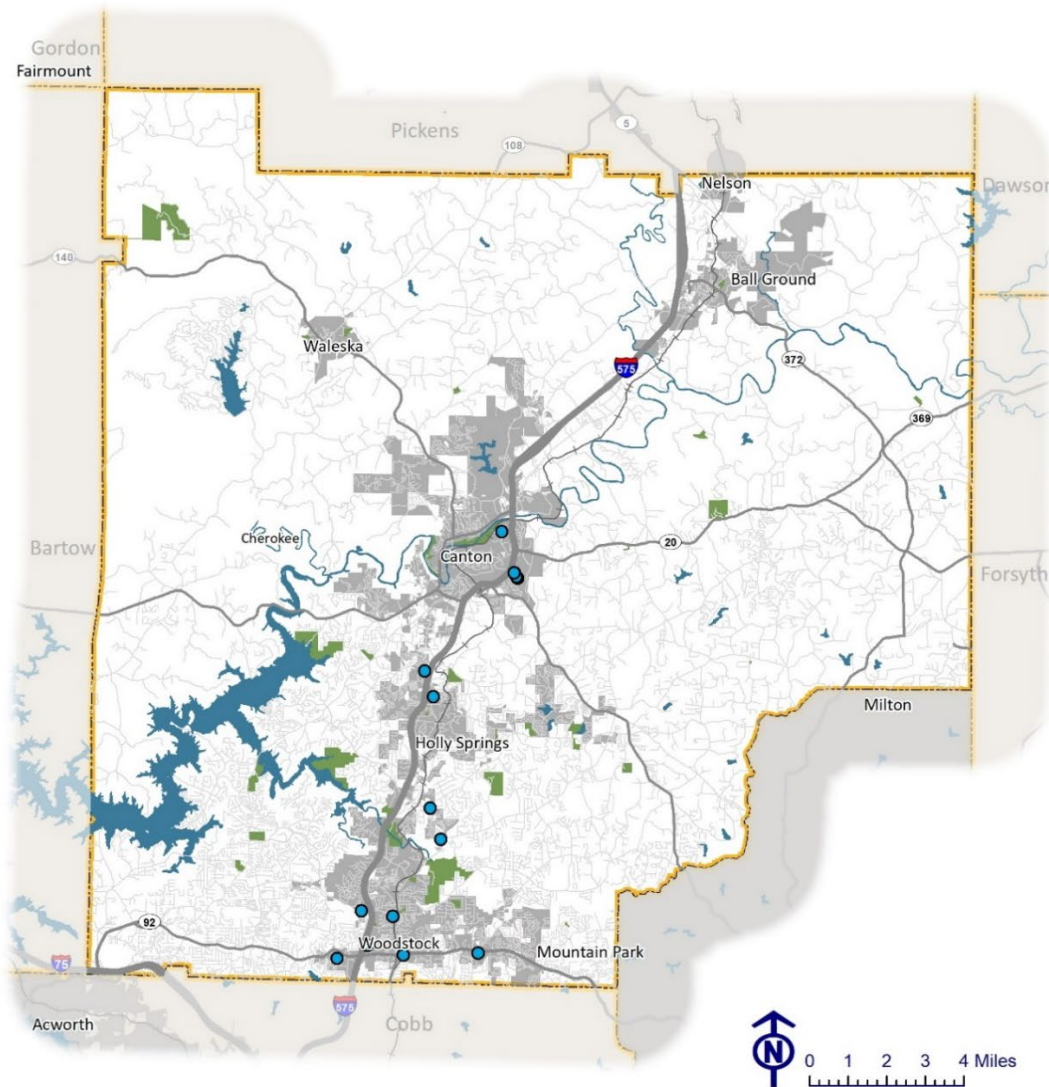 Gordon
Fairmount
Pickens
5
108
Nelson
Dawson
140
Ball Ground
Waleska
372
575
369
Cherokee
Bartow
Canton
20
Forsyth
Milton
Holly Springs
92
Woodstock
Mountain Park
75
575
Acworth
Cobb
N
0 1 2 3 4 Miles